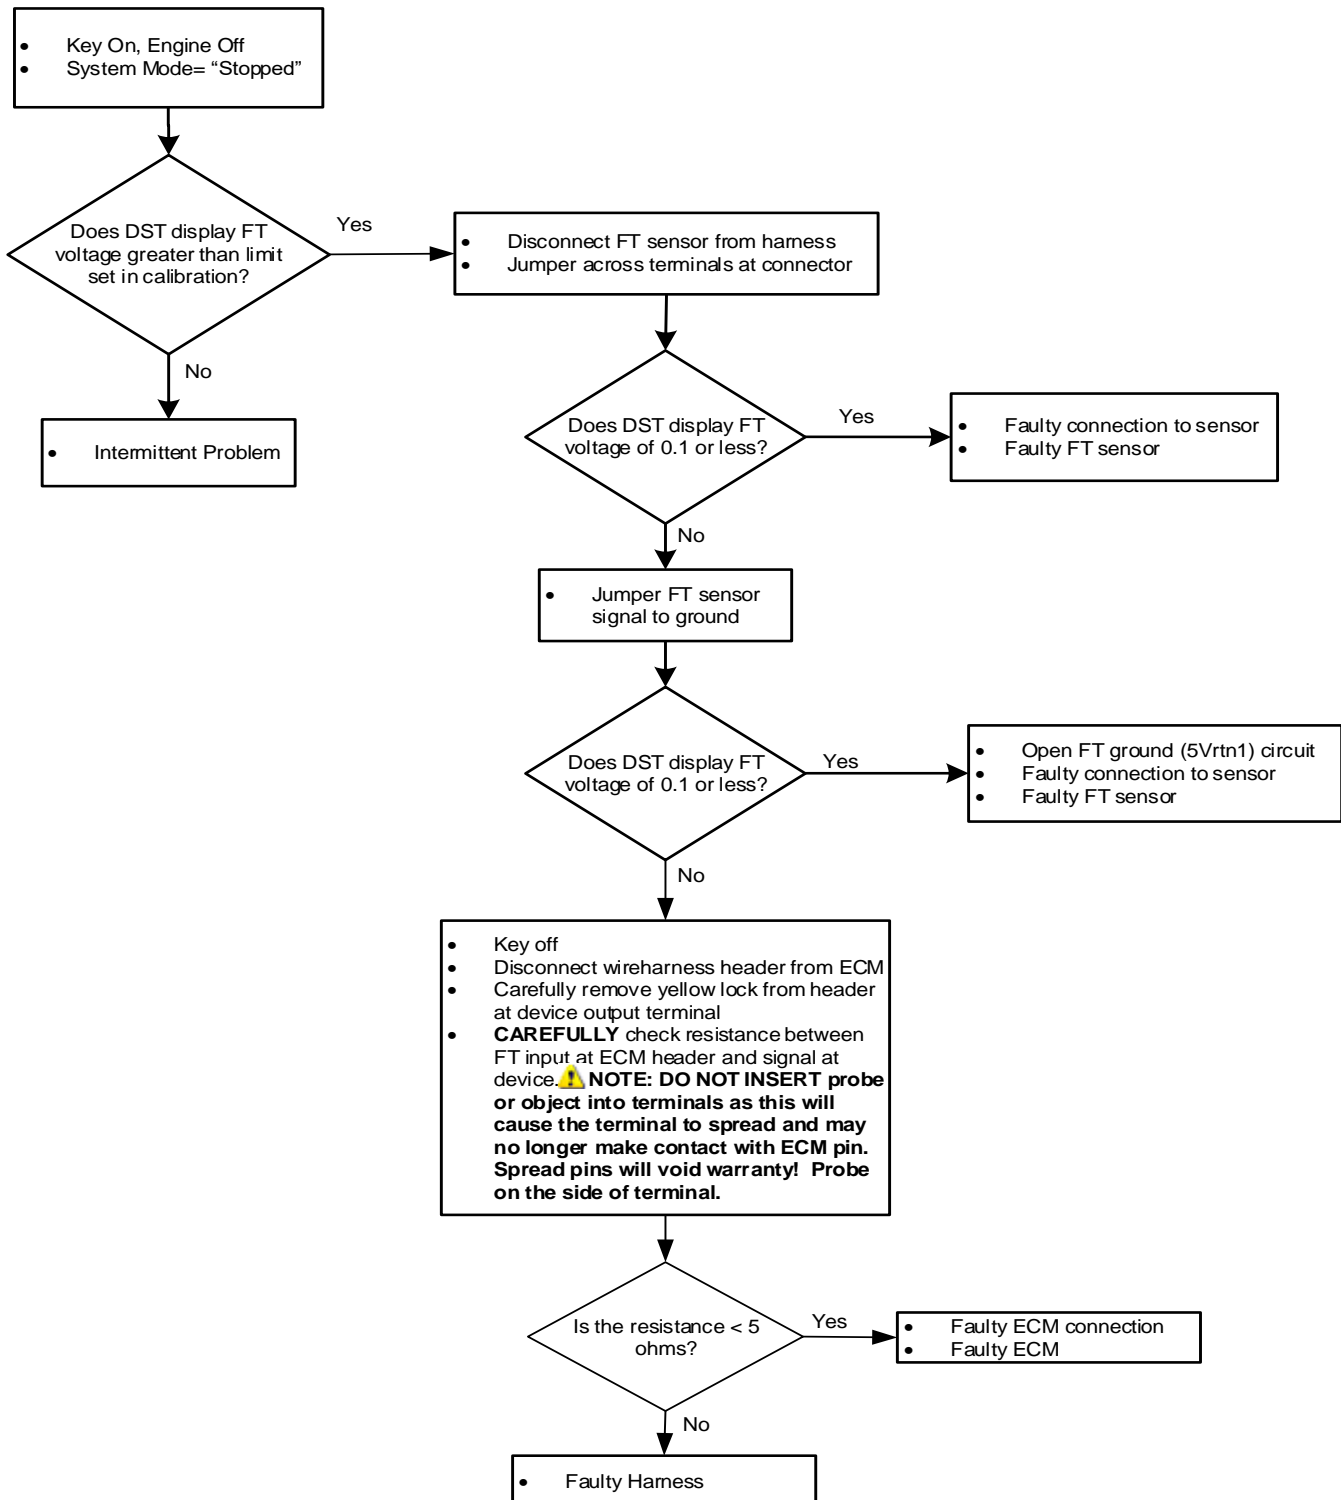 • Key On, Engine Off
• System Mode= “Stopped”
Does DST display FT
voltage greater than limit
set in calibration?
Yes
• Disconnect FT sensor from harness
• Jumper across terminals at connector
No
• Intermittent Problem
Does DST display FT
voltage of 0.1 or less?
Yes
• Faulty connection to sensor
• Faulty FT sensor
No
• Jumper FT sensor
signal to ground
Does DST display FT
voltage of 0.1 or less?
Yes
• Open FT ground (5Vrtn1) circuit
• Faulty connection to sensor
• Faulty FT sensor
No
• Key off
• Disconnect wireharness header from ECM
• Carefully remove yellow lock from header
at device output terminal
• CAREFULLY check resistance between
FT input at ECM header and signal at
device. NOTE: DO NOT INSERT probe
or object into terminals as this will
cause the terminal to spread and may
no longer make contact with ECM pin.
Spread pins will void warranty! Probe
on the side of terminal.
Is the resistance < 5
ohms?
Yes
• Faulty ECM connection
• Faulty ECM
No
• Faulty Harness